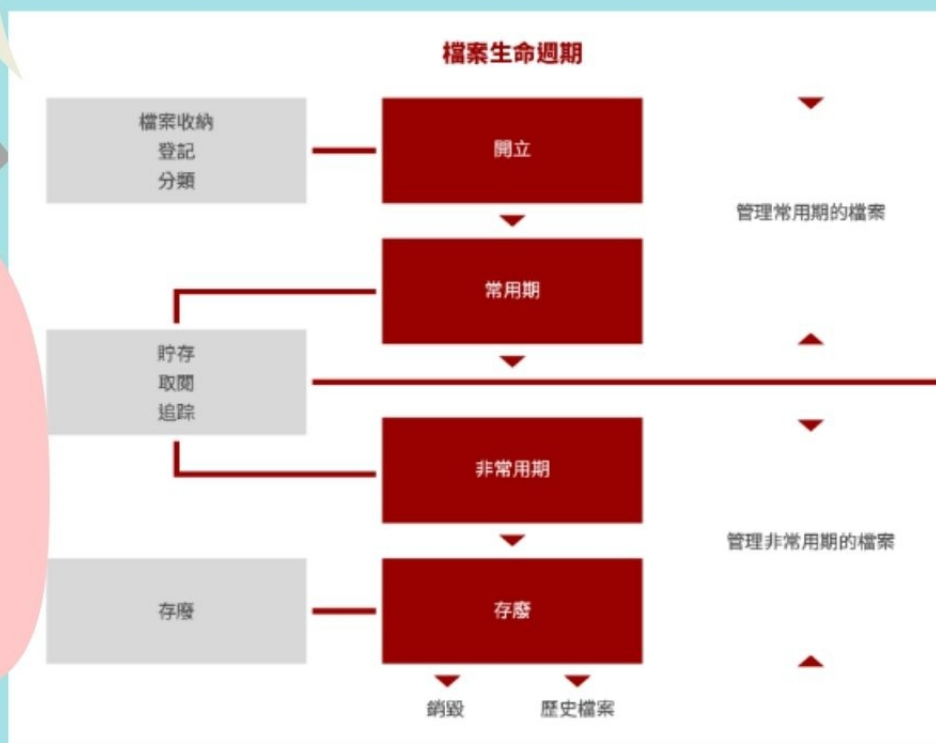 檔案生命週期
檔案收納
登記
分類
開立
管理常用期的檔案
常用期
貯存
取閱
追踪
非常用期
管理非常用期的檔案
存廢
存廢
銷毀
歷史檔案